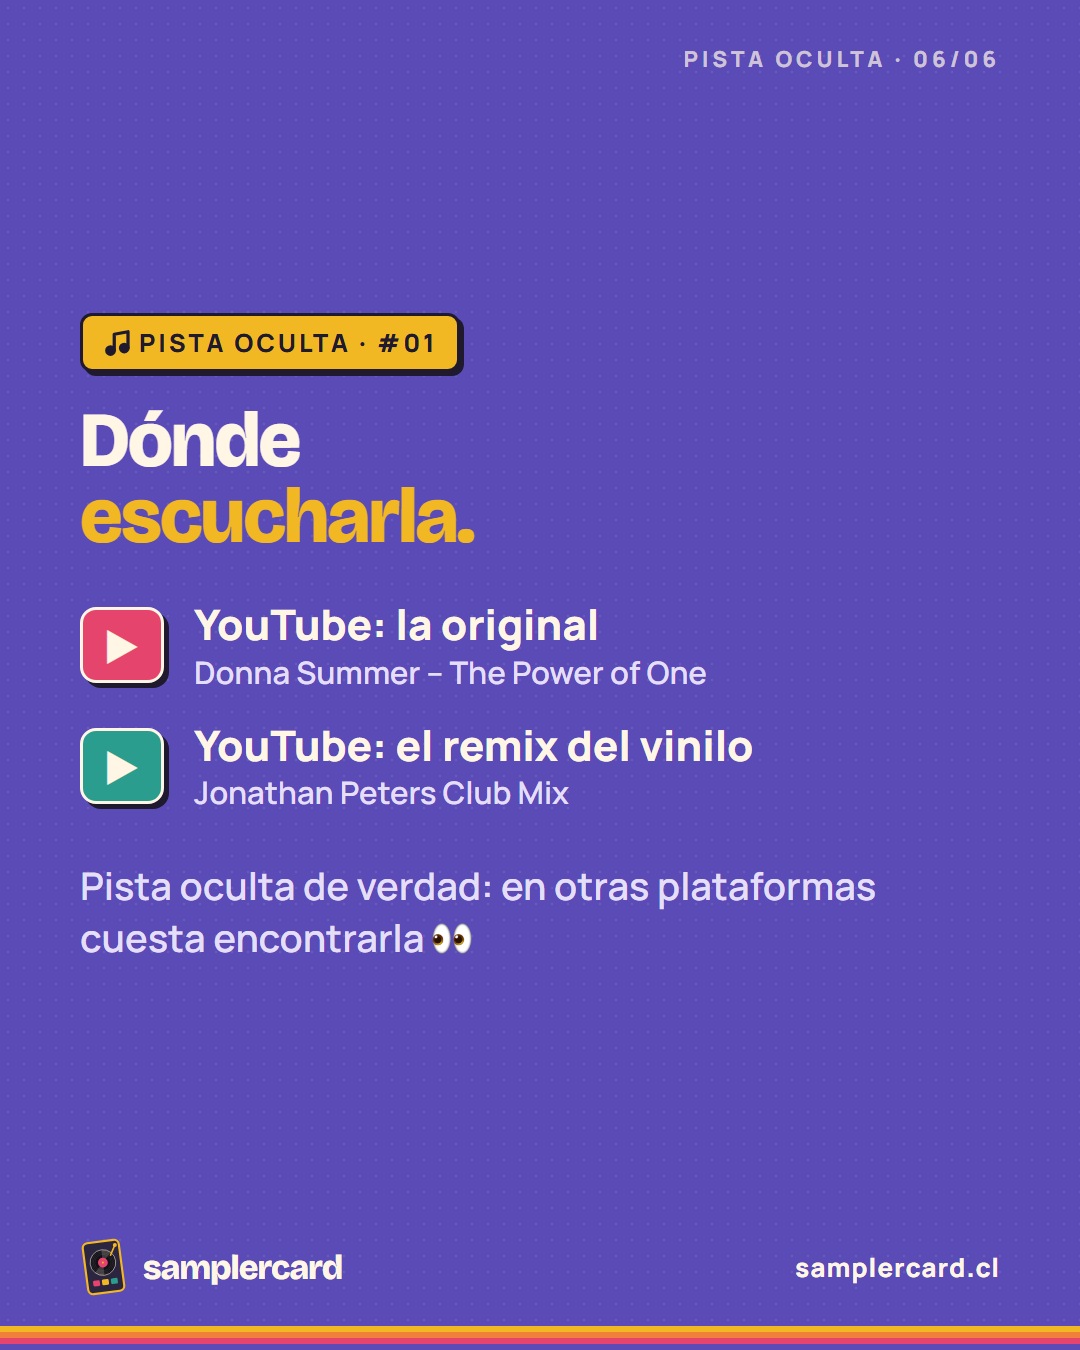 PISTA OCULTA · 06/06
PISTA OCULTA · #01
Dónde
escucharla.
YouTube: la original
Donna Summer – The Power of One
YouTube: el remix del vinilo
Jonathan Peters Club Mix
Pista oculta de verdad: en otras plataformas
cuesta encontrarla 👀
samplercard
samplercard.cl